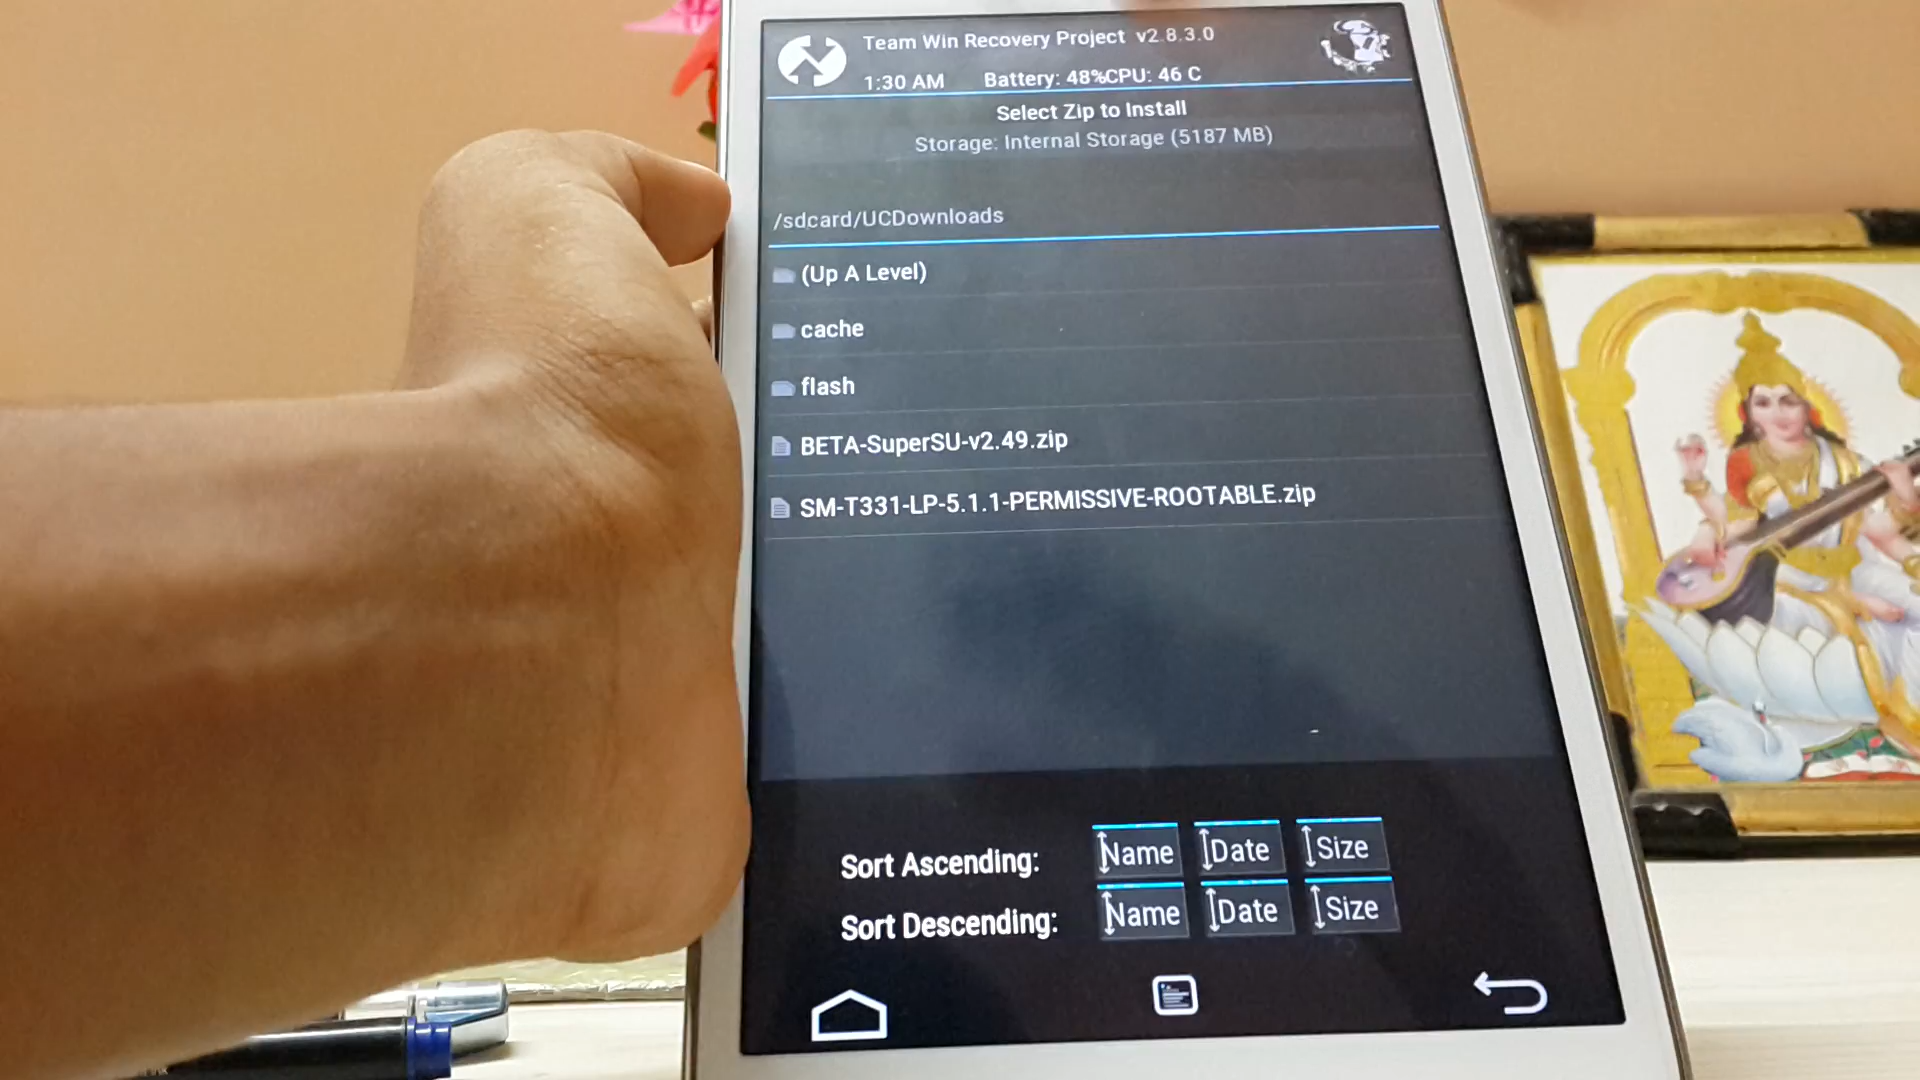 Team Win Recovery Project v2.8.3.0
1:30 AM Battery: 48%CPU: 46 C
Select Zip to Install
Storage: Internal Storage (5187 MB)
/sdcard/UCDownloads
(Up A Level)
cache
flash
BETA-SuperSU-v2.49.zip
SM-T331-LP-5.1.1-PERMISSIVE-ROOTABLE.zip
Sort Ascending: Name Date Size
Sort Descending: Name Date Size